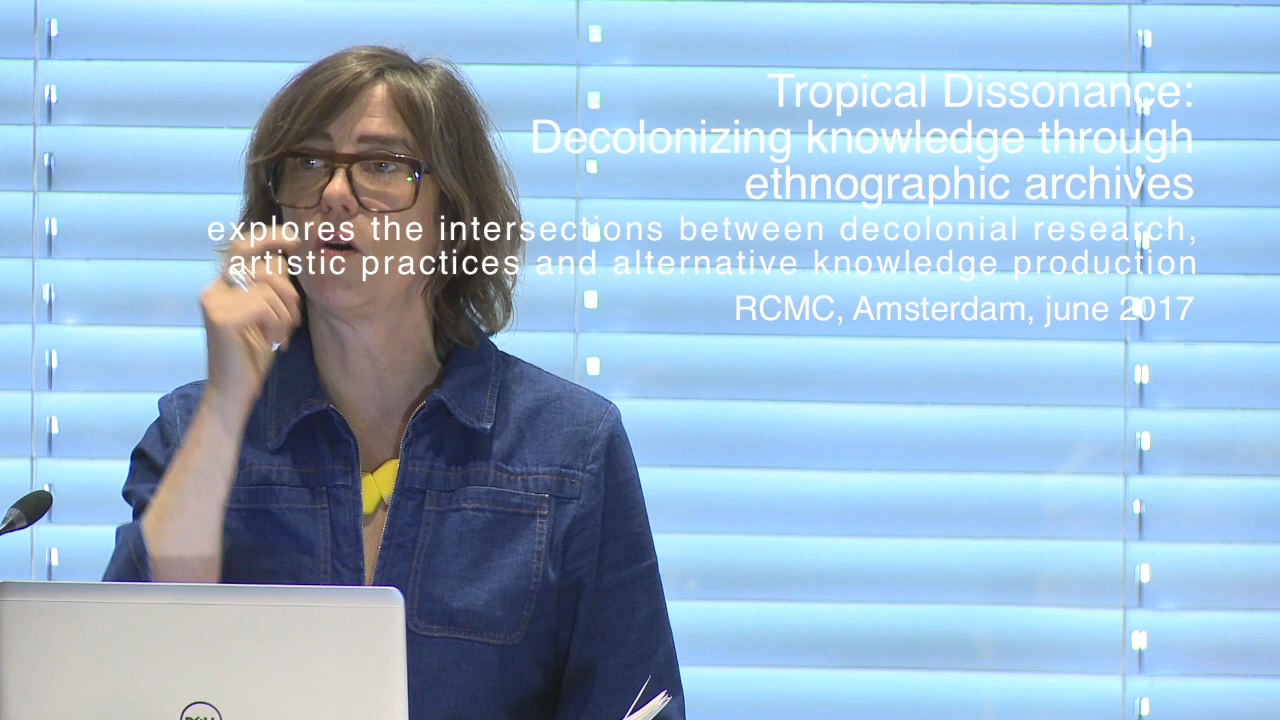 Tropical Dissonance:
Decolonizing knowledge through
ethnographic archives
explores the intersections between decolonial research,
artistic practices and alternative knowledge production
RCMC, Amsterdam, june 2017
DELL